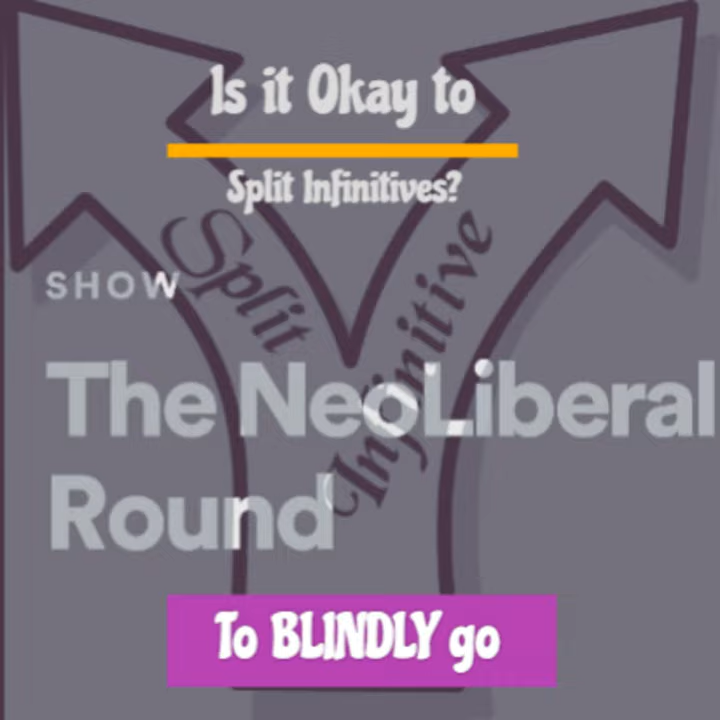 Is it Okay to
Split Infinitives?
Split
Infinitive
SHOW
The NeoLiberal
Round
To BLINDLY go